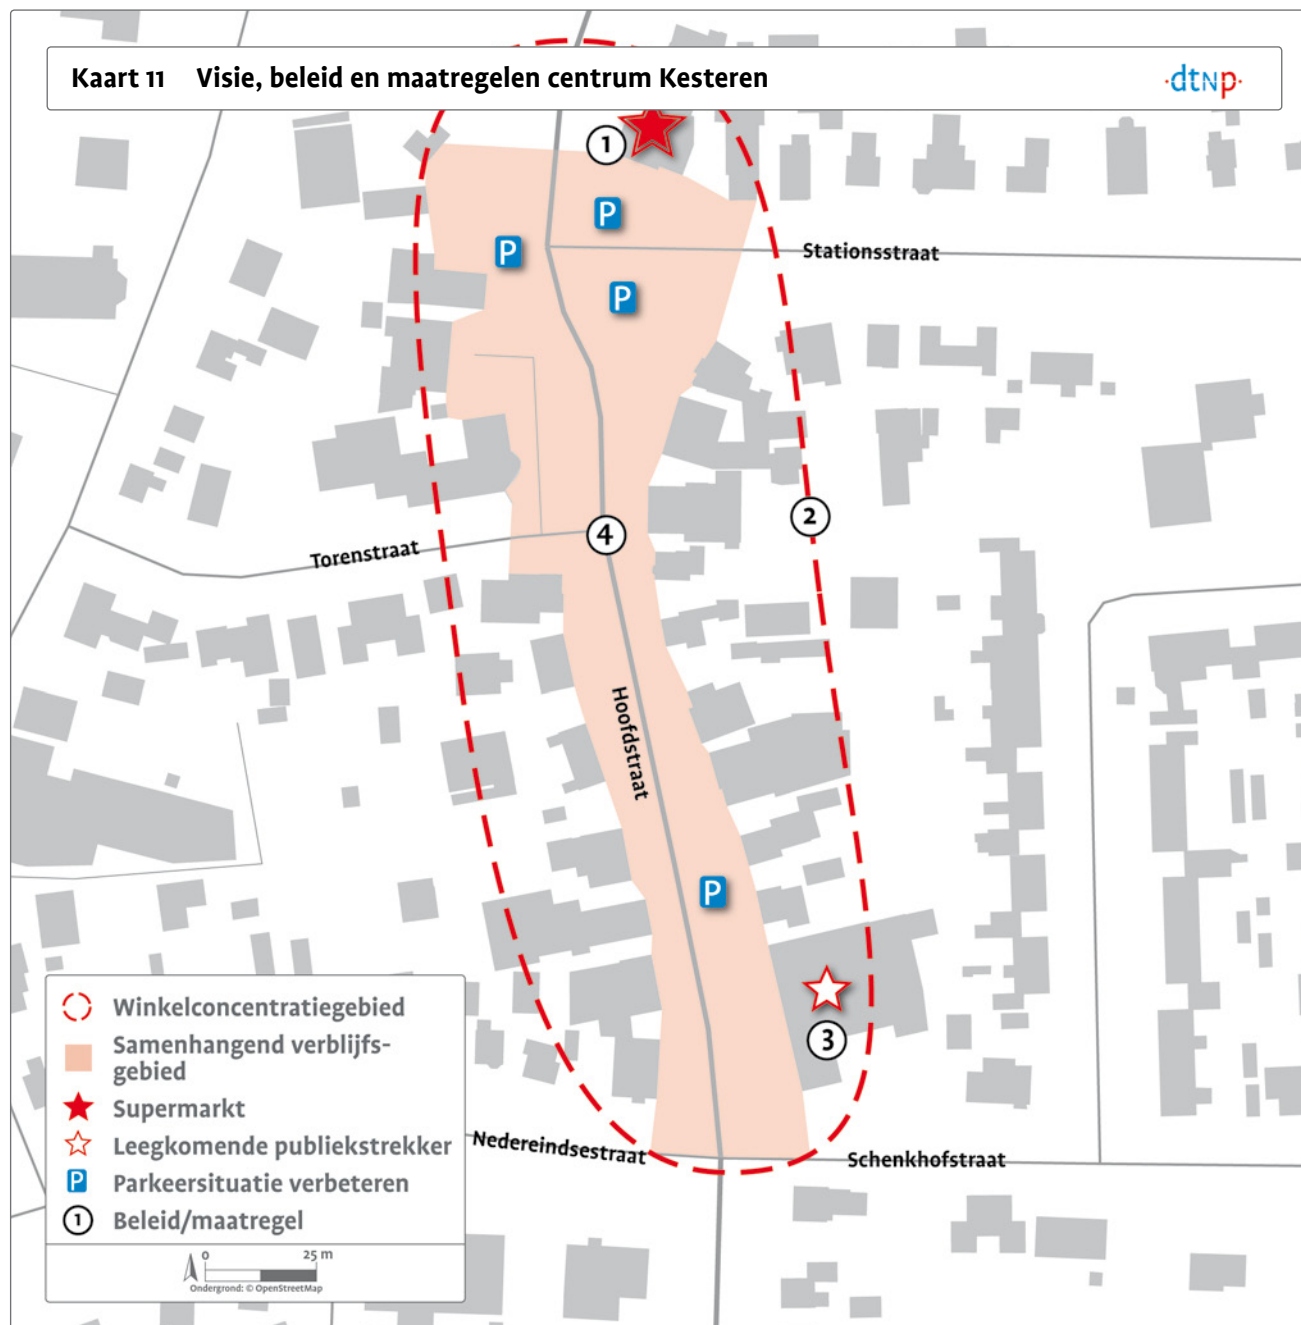 Kaart 11 Visie, beleid en maatregelen centrum Kesteren
·dtnp·
1
P
P
Stationsstraat
P
2
4
Torenstraat
Hoofdstraat
P
3
Nedereindsestraat
Schenkhofstraat
Winkelconcentratiegebied
Samenhangend verblijfs-
gebied
Supermarkt
Leegkomende publiekstrekker
P Parkeersituatie verbeteren
1 Beleid/maatregel
0 25 m
Ondergrond: © OpenStreetMap